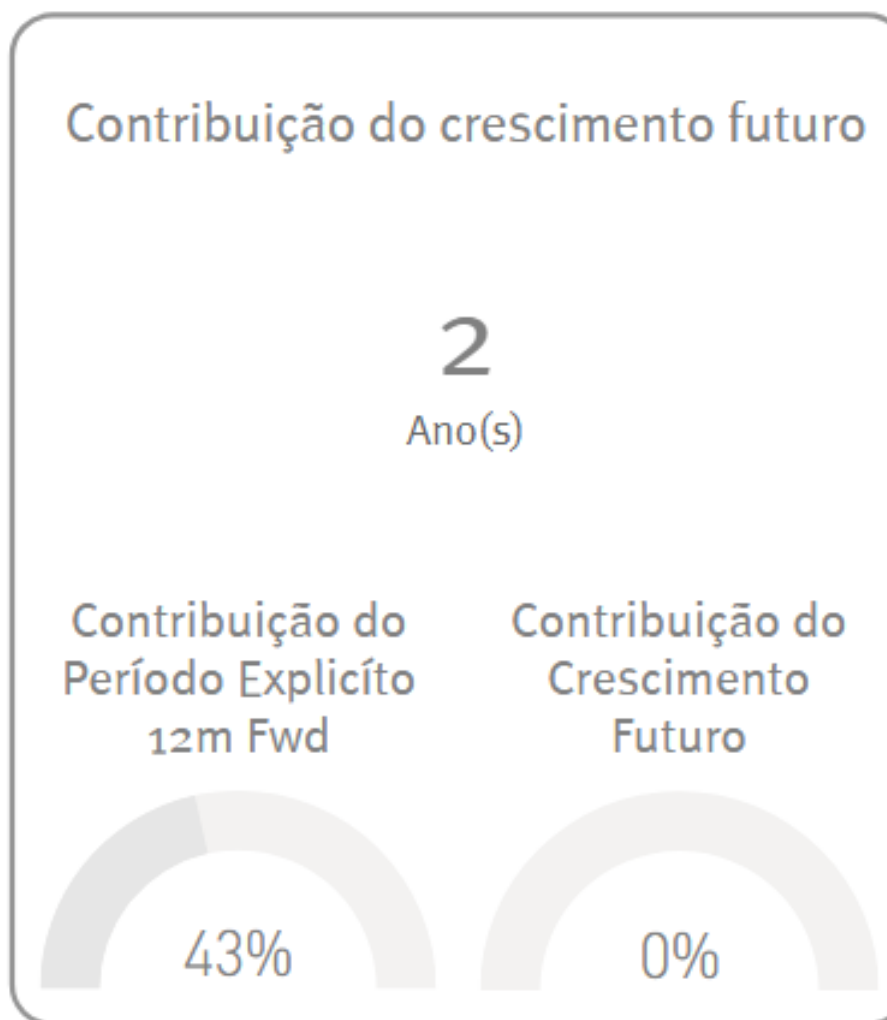 Contribuição do crescimento futuro
2
Ano(s)
Contribuição do
Período Explicíto
12m Fwd
43%
Contribuição do
Crescimento
Futuro
0%